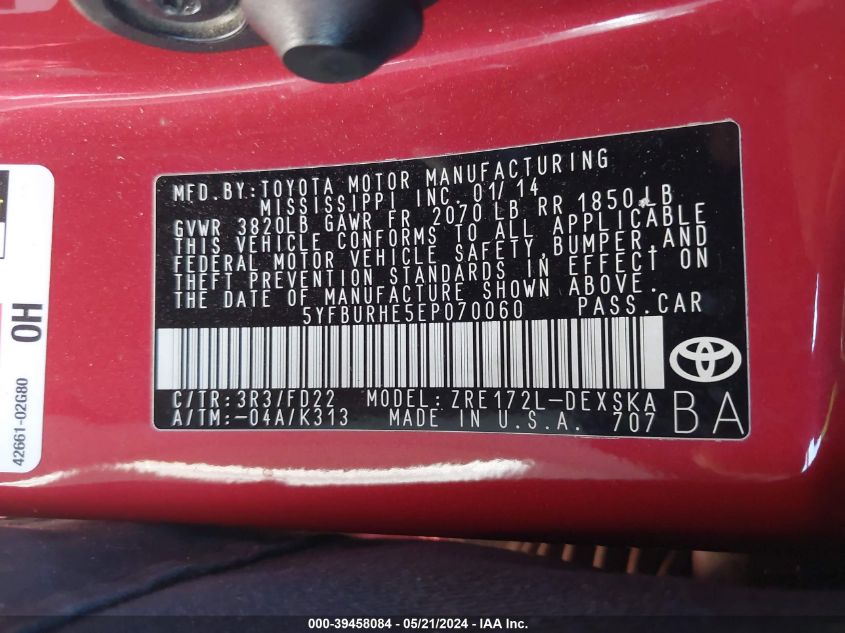 MFD.BY:TOYOTA MOTOR MANUFACTURING
MISSISSIPPI INC. 01/14
GVWR 3820LB GAWR FR 2070LB RR 1850LB
THIS VEHICLE CONFORMS TO ALL APPLICABLE
FEDERAL MOTOR VEHICLE SAFETY,BUMPER,AND
THEFT PREVENTION STANDARDS IN EFFECT ON
THE DATE OF MANUFACTURE SHOWN ABOVE.
5YFBURHE5EP070060 PASS.CAR
C/TR:3R3/FD22 MODEL:ZRE172L-DEXSKA
A/TM:-04A/K313 MADE IN U.S.A. 707
BA
0H
42661-02G80
000-39458084 - 05/21/2024 - IAA Inc.